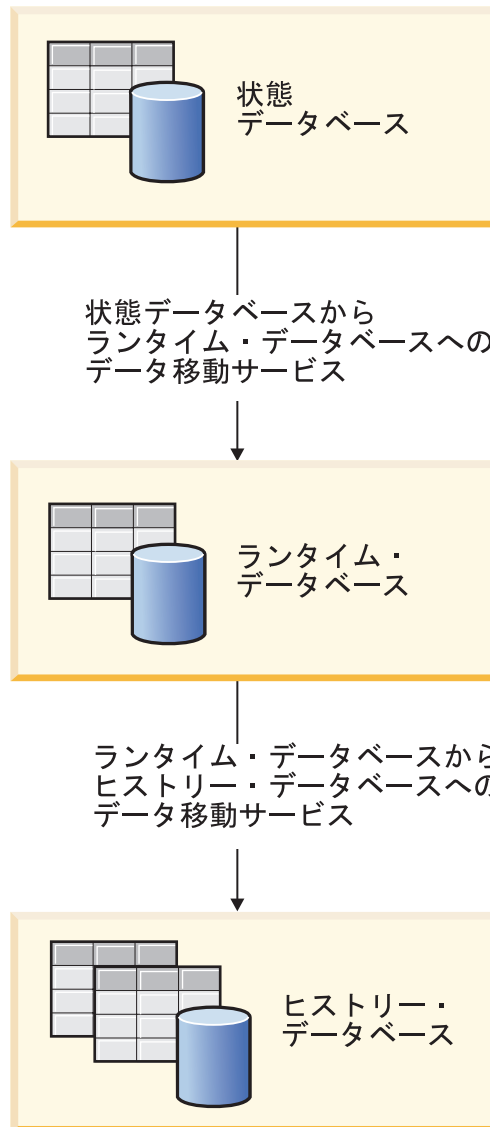 状態
データベース
状態データベースから
ランタイム・データベースへの
データ移動サービス
ランタイム・
データベース
ランタイム・データベースから
ヒストリー・データベースへの
データ移動サービス
ヒストリー・
データベース